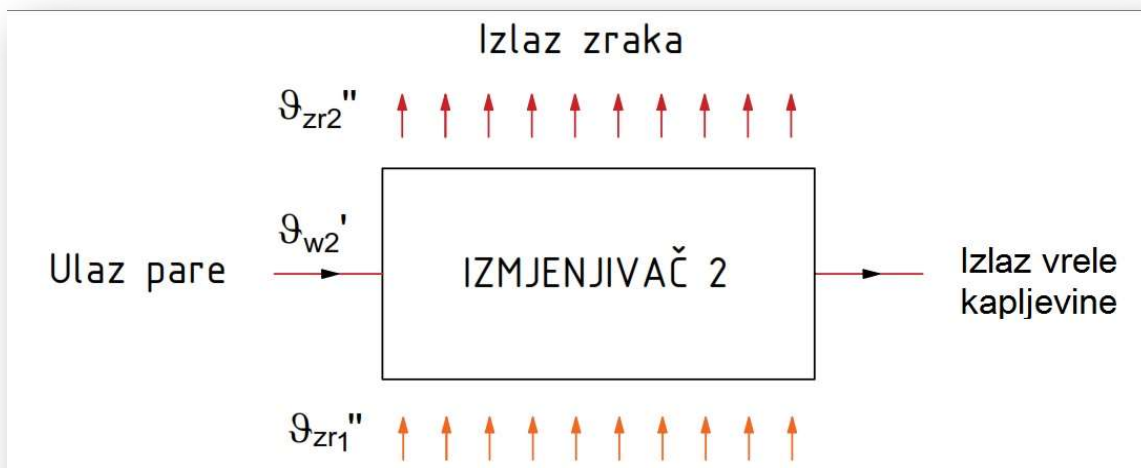 Izlaz zraka
ϑzr2"
ϑw2'
Ulaz pare
IZMJENJIVAČ 2
Izlaz vrele
kapljevine
ϑzr1"